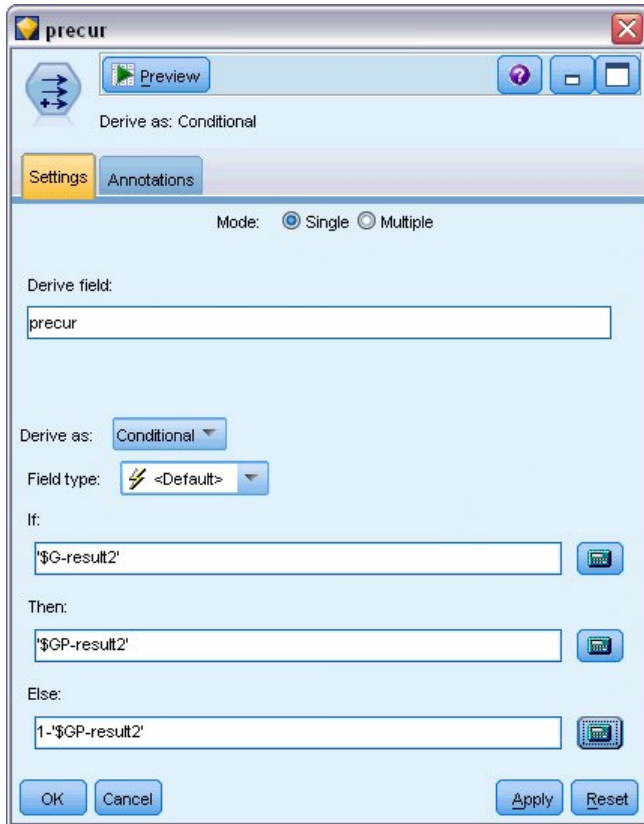 precur
Preview
Derive as: Conditional
Settings Annotations
Mode: Single Multiple
Derive field:
precur
Derive as: Conditional
Field type: <Default>
If:
'$G-result2'
Then:
'$GP-result2'
Else:
1-'$GP-result2'
OK Cancel Apply Reset